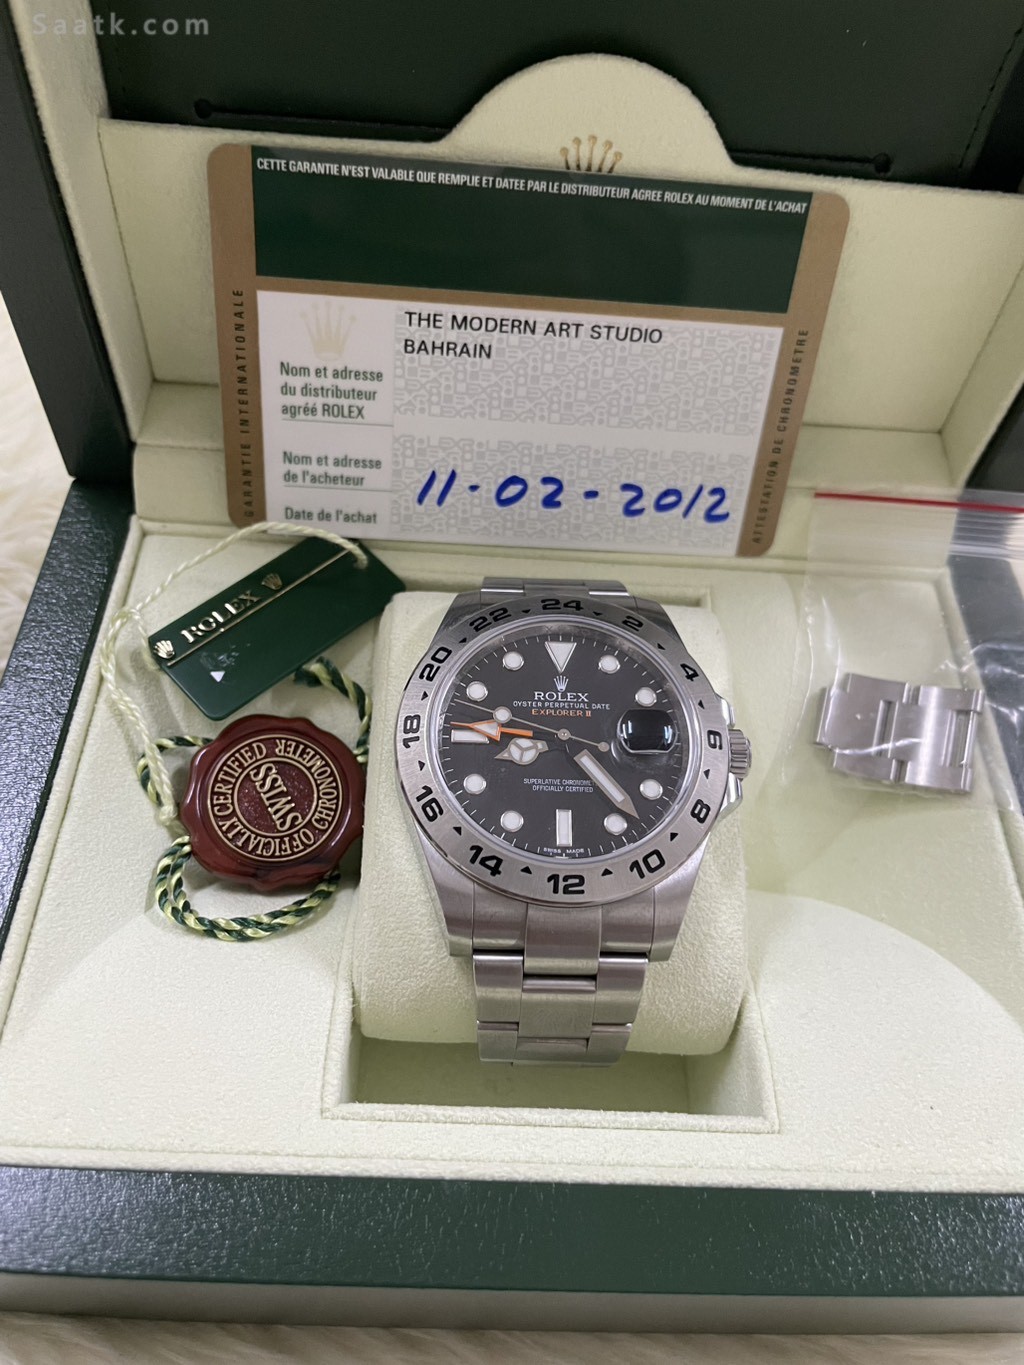 Saatk.com
CETTE GARANTIE N'EST VALABLE QUE REMPLIE ET DATEE PAR LE DISTRIBUTEUR AGREE ROLEX AU MOMENT DE L'ACHAT
GARANTIE INTERNATIONALE
THE MODERN ART STUDIO
BAHRAIN
Nom et adresse
du distributeur
agréé ROLEX
Nom et adresse
de l'acheteur
Date de l'achat
11-02-2012
ATTESTATION DE CHRONOMETRE
ROLEX
OFFICIALLY CERTIFIED CHRONOMETER
SWISS
24
2
4
6
8
10
12
14
16
18
20
22
ROLEX
OYSTER PERPETUAL DATE
EXPLORER II
SUPERLATIVE CHRONOMETER
OFFICIALLY CERTIFIED
SWISS MADE